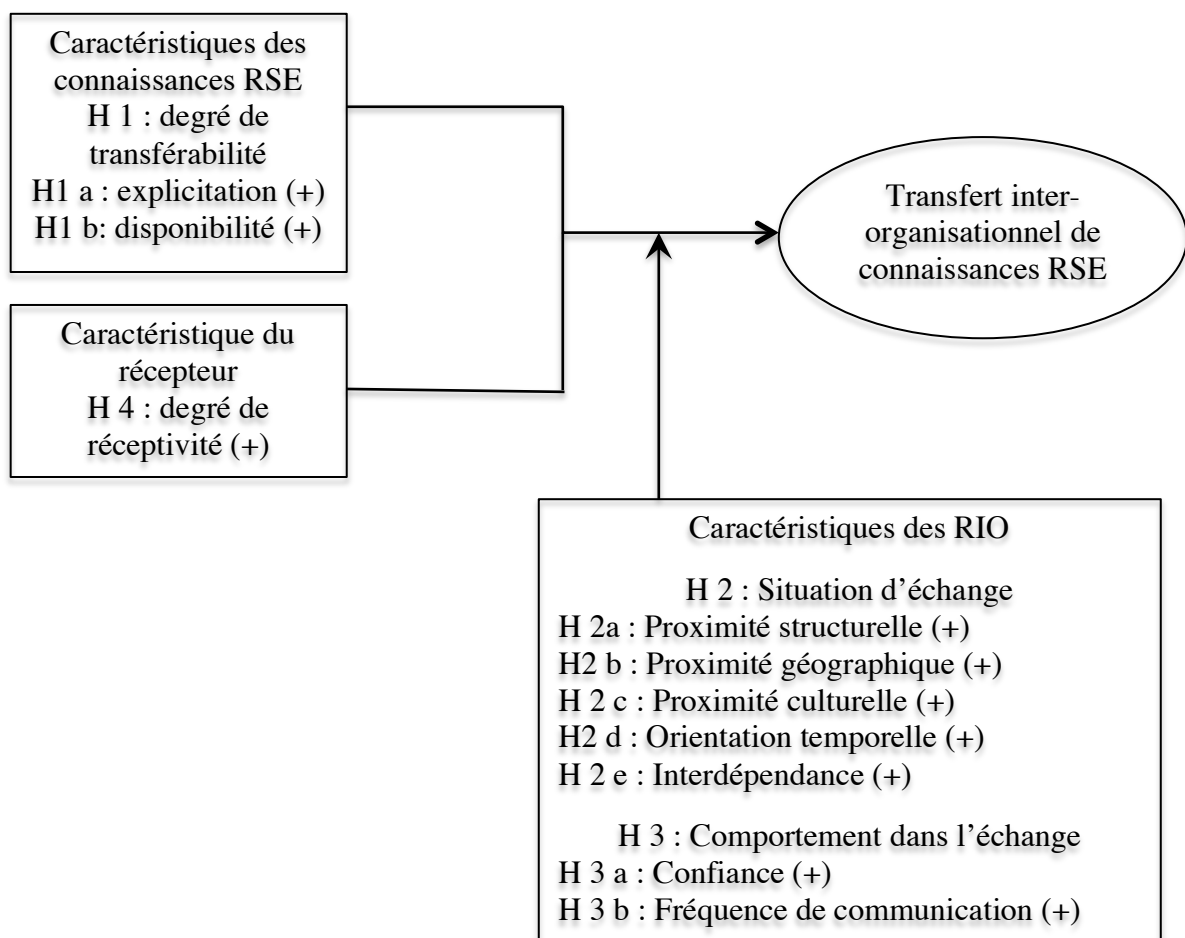 Caractéristiques des
connaissances RSE
H 1 : degré de
transférabilité
H1 a : explicitation (+)
H1 b: disponibilité (+)
Transfert inter-
organisationnel de
connaissances RSE
Caractéristique du
récepteur
H 4 : degré de
réceptivité (+)
Caractéristiques des RIO
H 2 : Situation d’échange
H 2a : Proximité structurelle (+)
H2 b : Proximité géographique (+)
H 2 c : Proximité culturelle (+)
H2 d : Orientation temporelle (+)
H 2 e : Interdépendance (+)
H 3 : Comportement dans l’échange
H 3 a : Confiance (+)
H 3 b : Fréquence de communication (+)